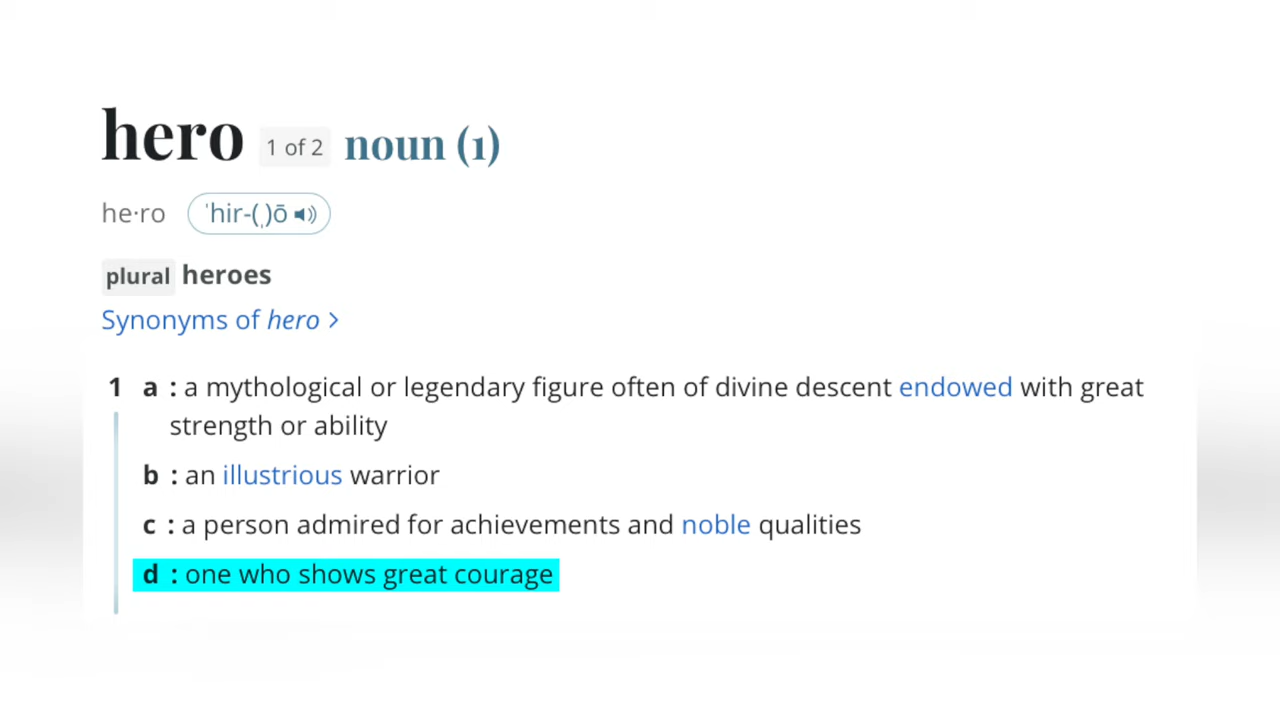 hero 1 of 2 noun (1)
he·ro ˈhir-(ˌ)ō
plural heroes
Synonyms of hero >
1 a : a mythological or legendary figure often of divine descent endowed with great
strength or ability
b : an illustrious warrior
c : a person admired for achievements and noble qualities
d : one who shows great courage